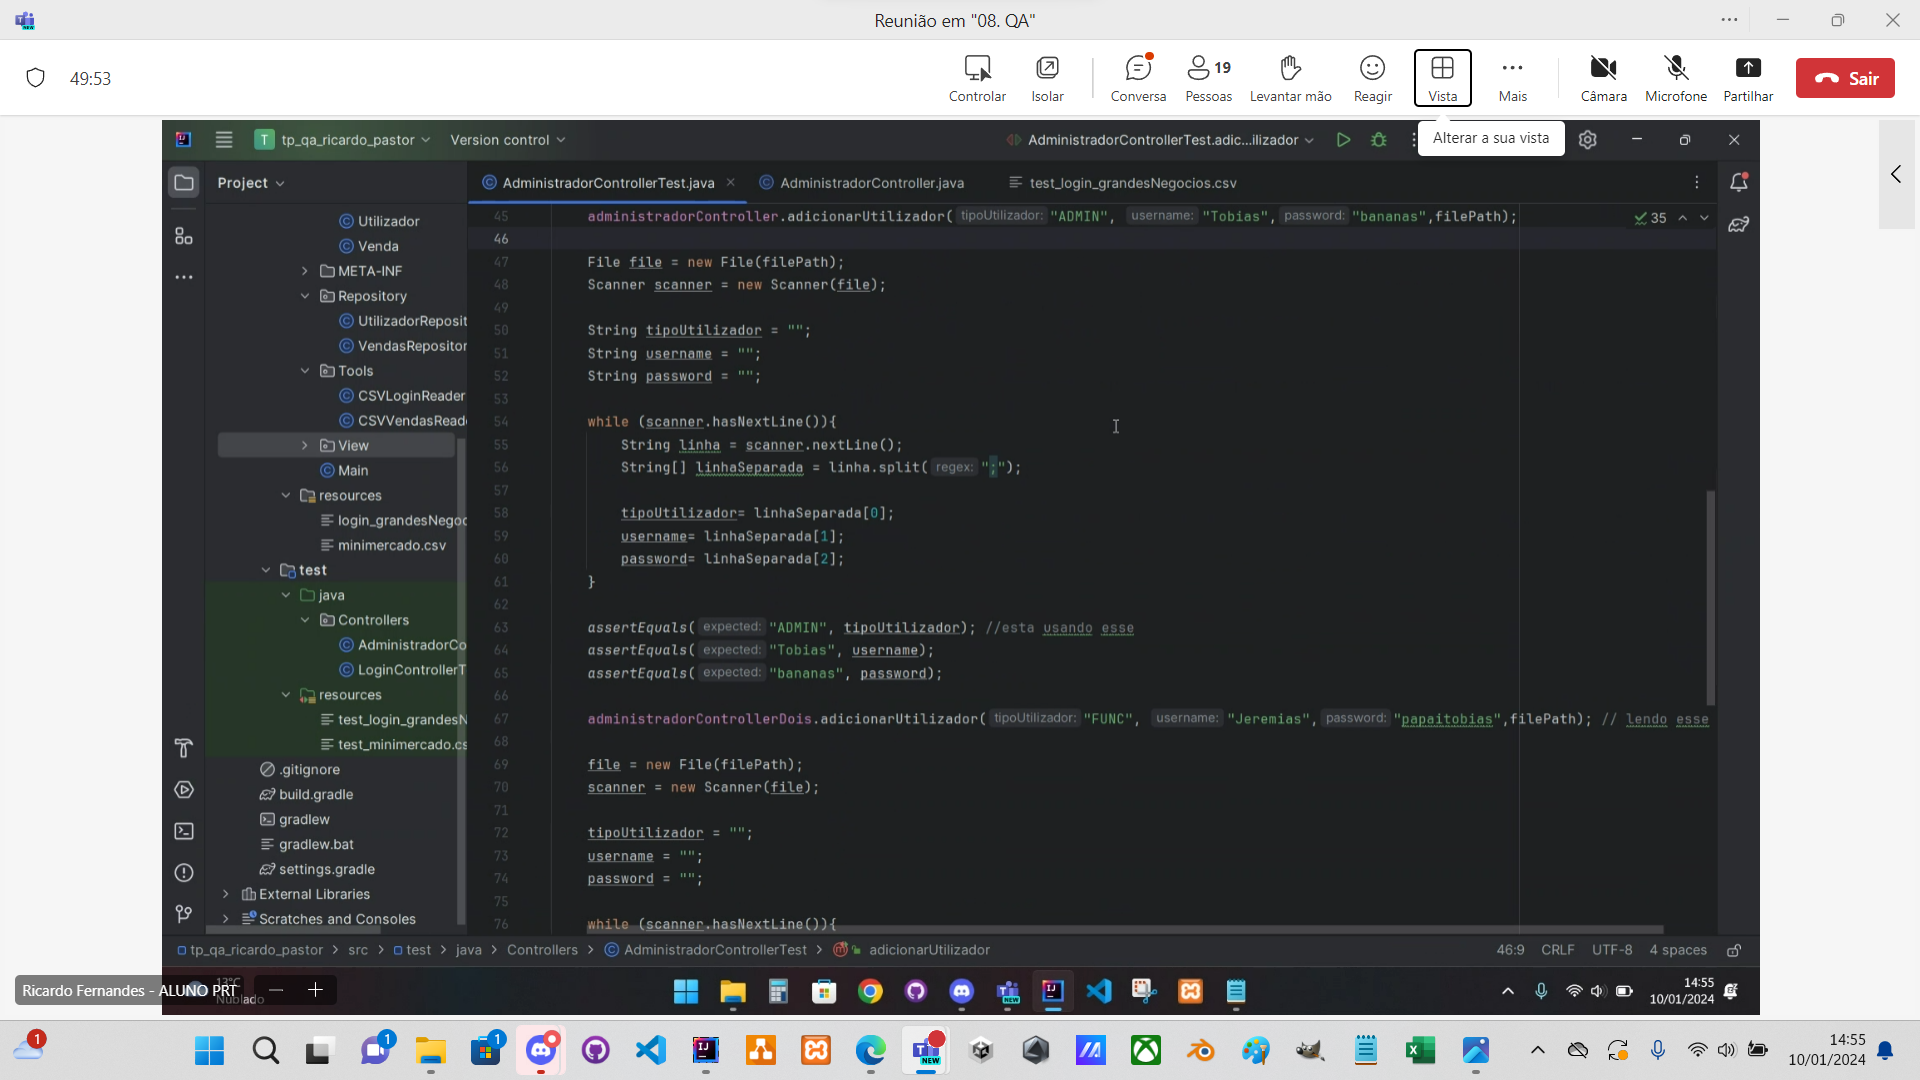 Reunião em "08. QA"
49:53
Controlar
Isolar
Conversa
19
Pessoas
Levantar mão
Reagir
Vista
Mais
Câmara
Microfone
Partilhar
Sair
Alterar a sua vista
T tp_qa_ricardo_pastor
Version control
AdministradorControllerTest.adic...ilizador
Project
AdministradorControllerTest.java
AdministradorController.java
test_login_grandesNegocios.csv
Utilizador
Venda
META-INF
Repository
UtilizadorReposit
VendasRepositor
Tools
CSVLoginReader
CSVVendasRead
View
Main
resources
login_grandesNegoc
minimercado.csv
test
java
Controllers
AdministradorCo
LoginControllerT
resources
test_login_grandesN
test_minimercado.cs
.gitignore
build.gradle
gradlew
gradlew.bat
settings.gradle
External Libraries
Scratches and Consoles
35
45 administradorController.adicionarUtilizador( tipoUtilizador: "ADMIN", username: "Tobias", password: "bananas",filePath);
46
47 File file = new File(filePath);
48 Scanner scanner = new Scanner(file);
49
50 String tipoUtilizador = "";
51 String username = "";
52 String password = "";
53
54 while (scanner.hasNextLine()){
55 String linha = scanner.nextLine();
56 String[] linhaSeparada = linha.split( regex: ";");
57
58 tipoUtilizador= linhaSeparada[0];
59 username= linhaSeparada[1];
60 password= linhaSeparada[2];
61 }
62
63 assertEquals( expected: "ADMIN", tipoUtilizador); //esta usando esse
64 assertEquals( expected: "Tobias", username);
65 assertEquals( expected: "bananas", password);
66
67 administradorControllerDois.adicionarUtilizador( tipoUtilizador: "FUNC", username: "Jeremias", password: "papaitobias",filePath); // lendo esse
68
69 file = new File(filePath);
70 scanner = new Scanner(file);
71
72 tipoUtilizador = "";
73 username = "";
74 password = "";
75
76 while (scanner.hasNextLine()){
tp_qa_ricardo_pastor > src > test > java > Controllers > AdministradorControllerTest > adicionarUtilizador
46:9 CRLF UTF-8 4 spaces
Ricardo Fernandes - ALUNO PRT
13°C
Nublado
14:55
10/01/2024
1
1
1
NEW
14:55
10/01/2024